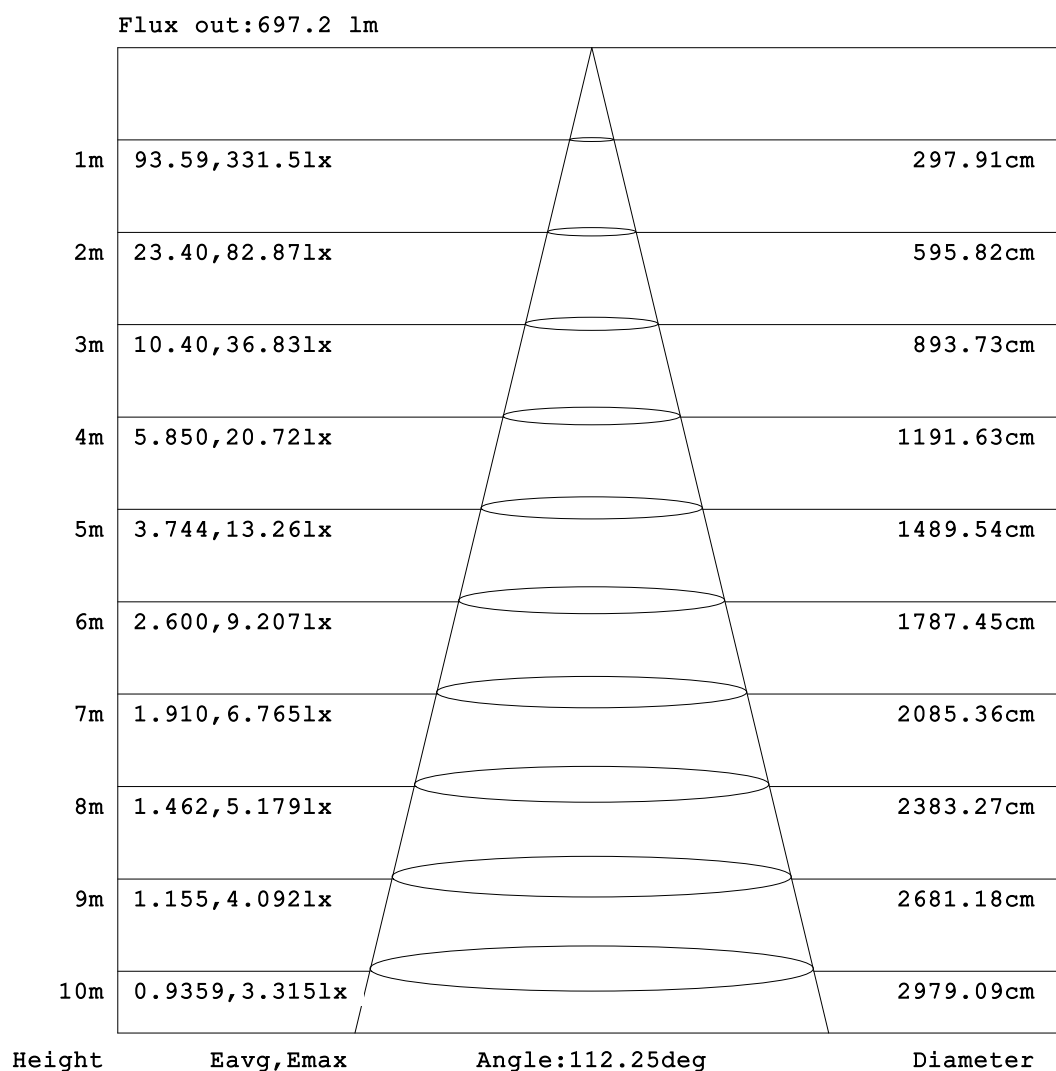 Flux out:697.2 lm
1m 93.59,331.5lx 297.91cm
2m 23.40,82.87lx 595.82cm
3m 10.40,36.83lx 893.73cm
4m 5.850,20.72lx 1191.63cm
5m 3.744,13.26lx 1489.54cm
6m 2.600,9.207lx 1787.45cm
7m 1.910,6.765lx 2085.36cm
8m 1.462,5.179lx 2383.27cm
9m 1.155,4.092lx 2681.18cm
10m 0.9359,3.315lx 2979.09cm
Height Eavg,Emax Angle:112.25deg Diameter